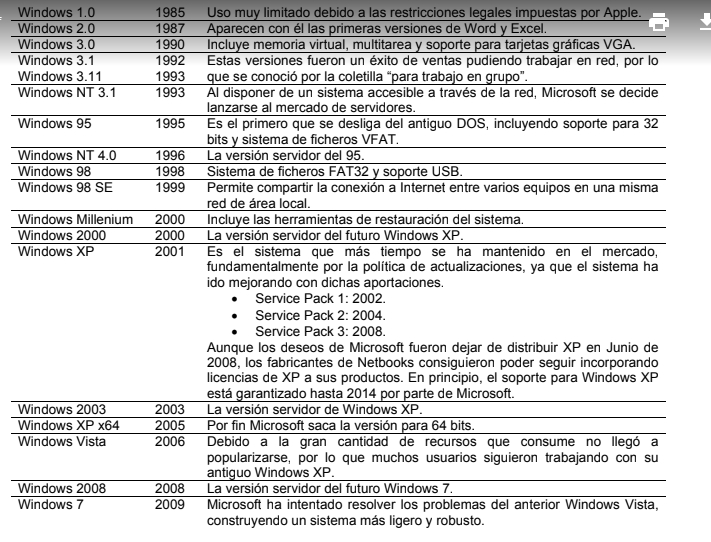 Windows 1.0 1985 Uso muy limitado debido a las restricciones legales impuestas por Apple.
Windows 2.0 1987 Aparecen con él las primeras versiones de Word y Excel.
Windows 3.0 1990 Incluye memoria virtual, multitarea y soporte para tarjetas gráficas VGA.
Windows 3.1 1992 Estas versiones fueron un éxito de ventas pudiendo trabajar en red, por lo
Windows 3.11 1993 que se conoció por la coletilla “para trabajo en grupo”.
Windows NT 3.1 1993 Al disponer de un sistema accesible a través de la red, Microsoft se decide
lanzarse al mercado de servidores.
Windows 95 1995 Es el primero que se desliga del antiguo DOS, incluyendo soporte para 32
bits y sistema de ficheros VFAT.
Windows NT 4.0 1996 La versión servidor del 95.
Windows 98 1998 Sistema de ficheros FAT32 y soporte USB.
Windows 98 SE 1999 Permite compartir la conexión a Internet entre varios equipos en una misma
red de área local.
Windows Millenium 2000 Incluye las herramientas de restauración del sistema.
Windows 2000 2000 La versión servidor del futuro Windows XP.
Windows XP 2001 Es el sistema que más tiempo se ha mantenido en el mercado,
fundamentalmente por la política de actualizaciones, ya que el sistema ha
ido mejorando con dichas aportaciones.
• Service Pack 1: 2002.
• Service Pack 2: 2004.
• Service Pack 3: 2008.
Aunque los deseos de Microsoft fueron dejar de distribuir XP en Junio de
2008, los fabricantes de Netbooks consiguieron poder seguir incorporando
licencias de XP a sus productos. En principio, el soporte para Windows XP
está garantizado hasta 2014 por parte de Microsoft.
Windows 2003 2003 La versión servidor de Windows XP.
Windows XP x64 2005 Por fin Microsoft saca la versión para 64 bits.
Windows Vista 2006 Debido a la gran cantidad de recursos que consume no llegó a
popularizarse, por lo que muchos usuarios siguieron trabajando con su
antiguo Windows XP.
Windows 2008 2008 La versión servidor del futuro Windows 7.
Windows 7 2009 Microsoft ha intentado resolver los problemas del anterior Windows Vista,
construyendo un sistema más ligero y robusto.